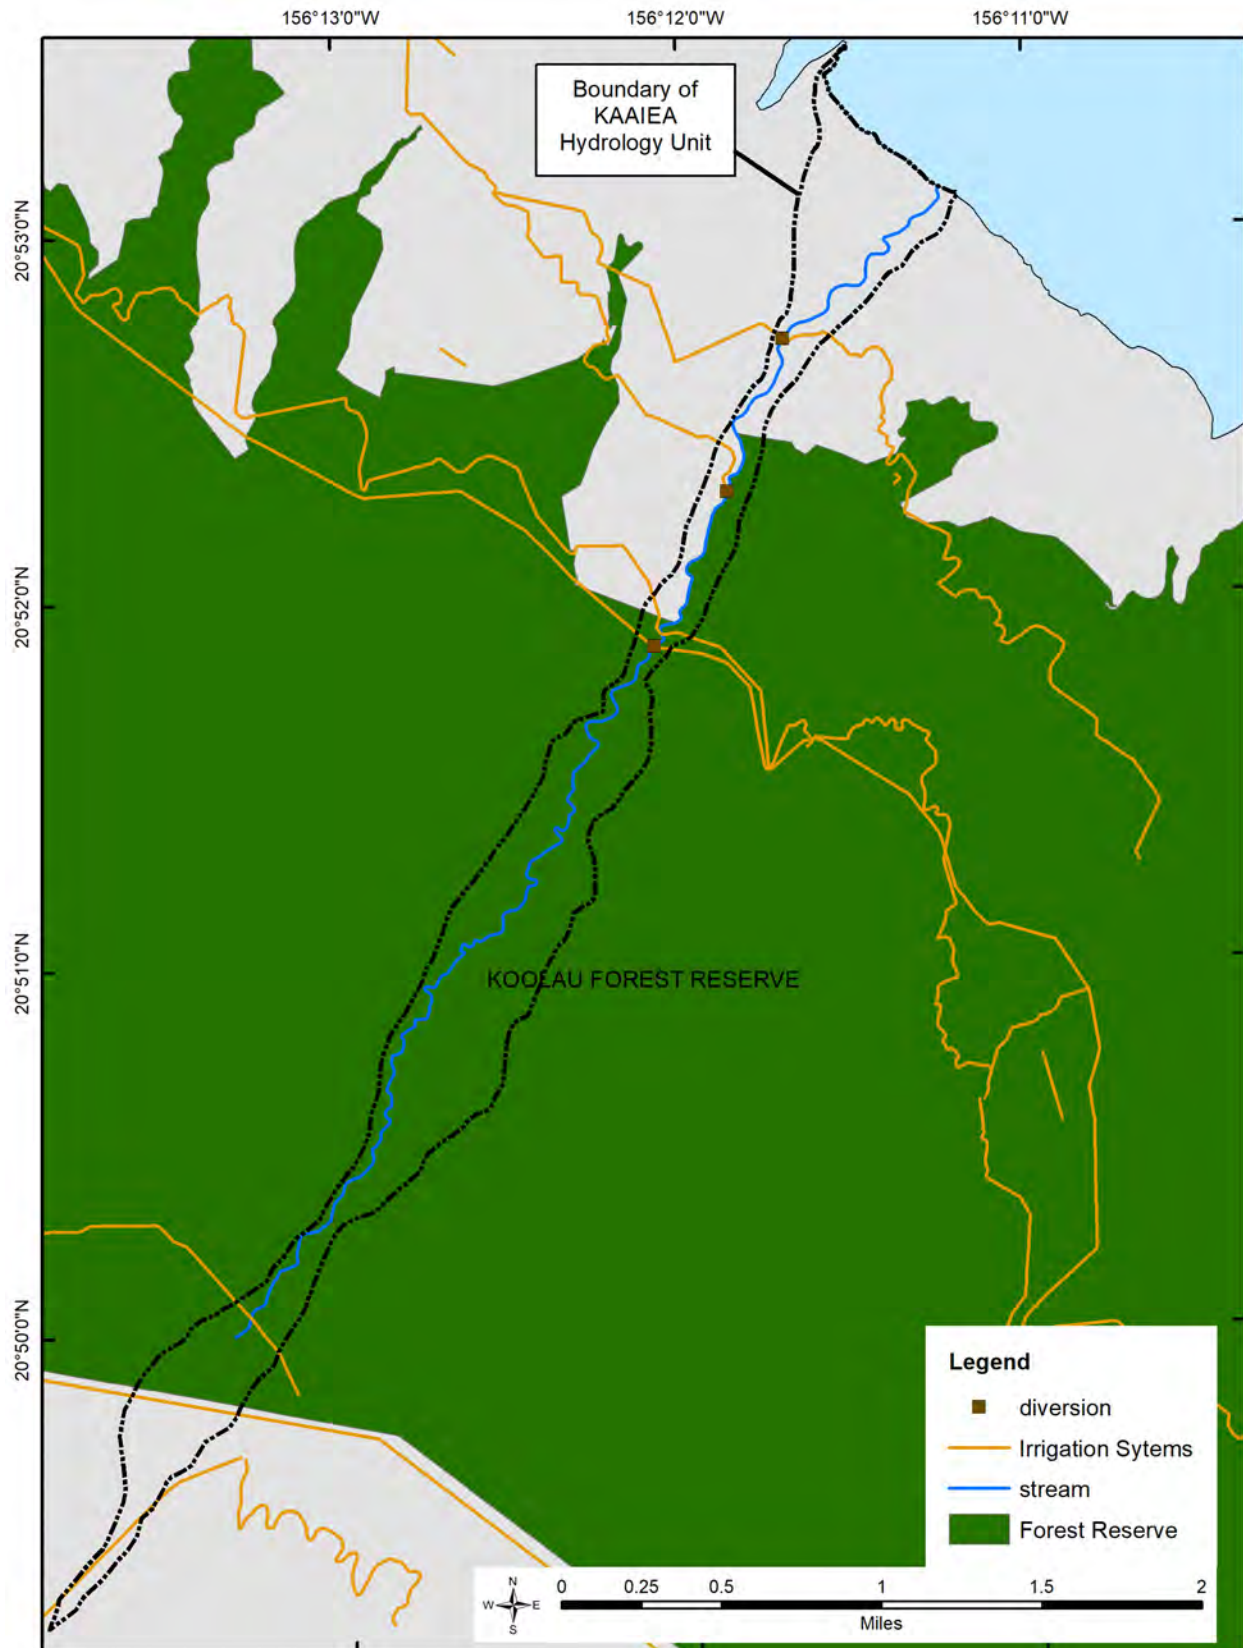 156°13'0"W
156°12'0"W
156°11'0"W
Boundary of
KAAIEA
Hydrology Unit
20°53'0"N
20°52'0"N
KOOLAU FOREST RESERVE
20°51'0"N
20°50'0"N
Legend
diversion
Irrigation Sytems
stream
Forest Reserve
N
W E
S
0 0.25 0.5 1 1.5 2
Miles